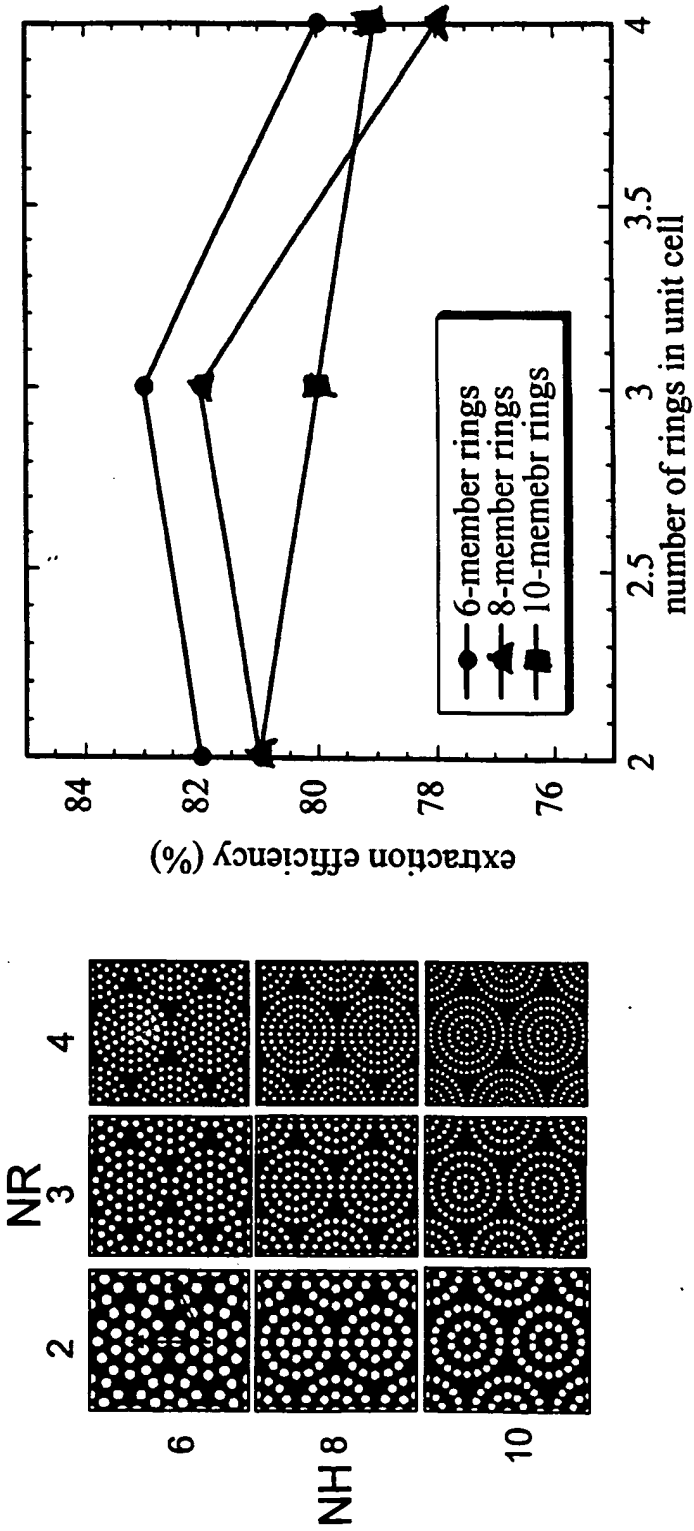 NR
2 3 4
6
NH 8
10
extraction efficiency (%)
84
82
80
78
76
2 2.5 3 3.5 4
number of rings in unit cell
6-member rings
8-member rings
10-memebr rings